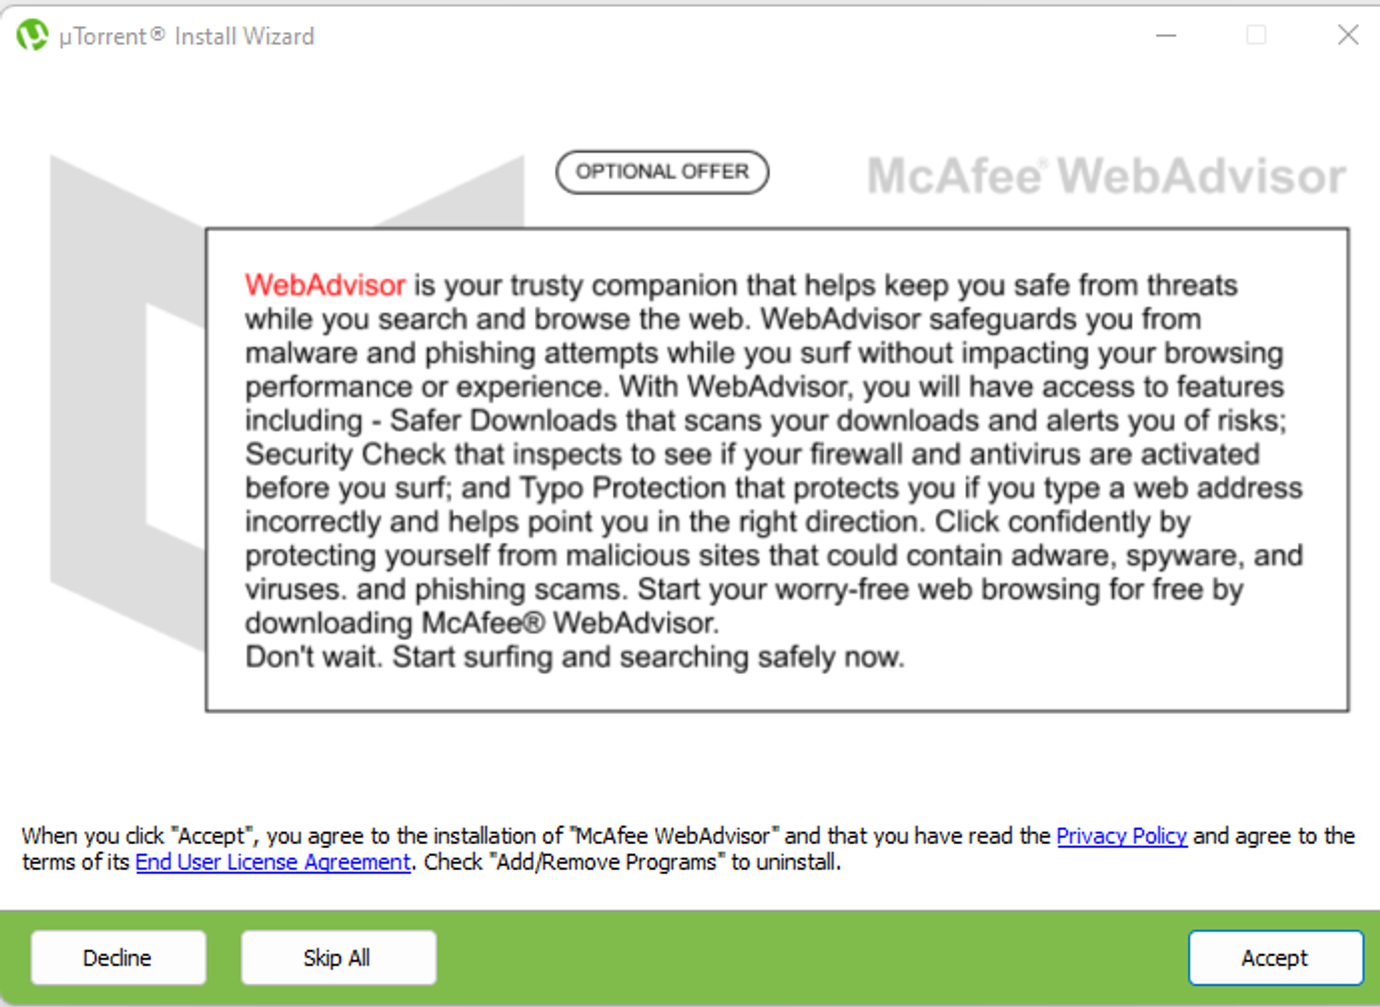 µTorrent® Install Wizard
OPTIONAL OFFER
McAfee® WebAdvisor
WebAdvisor is your trusty companion that helps keep you safe from threats
while you search and browse the web. WebAdvisor safeguards you from
malware and phishing attempts while you surf without impacting your browsing
performance or experience. With WebAdvisor, you will have access to features
including - Safer Downloads that scans your downloads and alerts you of risks;
Security Check that inspects to see if your firewall and antivirus are activated
before you surf; and Typo Protection that protects you if you type a web address
incorrectly and helps point you in the right direction. Click confidently by
protecting yourself from malicious sites that could contain adware, spyware, and
viruses. and phishing scams. Start your worry-free web browsing for free by
downloading McAfee® WebAdvisor.
Don't wait. Start surfing and searching safely now.
When you click "Accept", you agree to the installation of "McAfee WebAdvisor" and that you have read the Privacy Policy and agree to the
terms of its End User License Agreement. Check "Add/Remove Programs" to uninstall.
Decline
Skip All
Accept